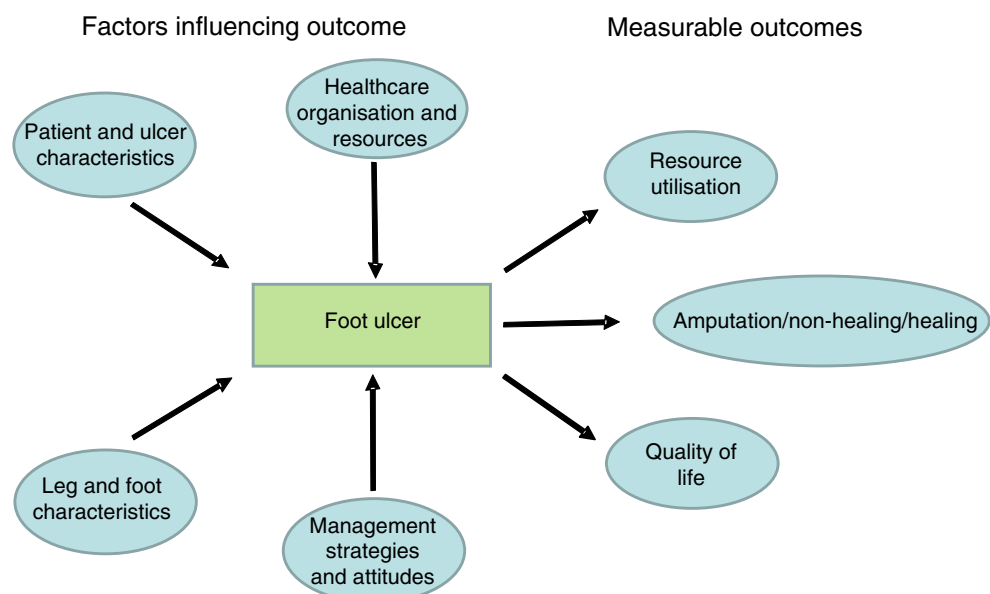 Factors influencing outcome
Measurable outcomes
Patient and ulcer
characteristics
Healthcare
organisation and
resources
Resource
utilisation
Foot ulcer
Amputation/non-healing/healing
Leg and foot
characteristics
Management
strategies
and attitudes
Quality of
life